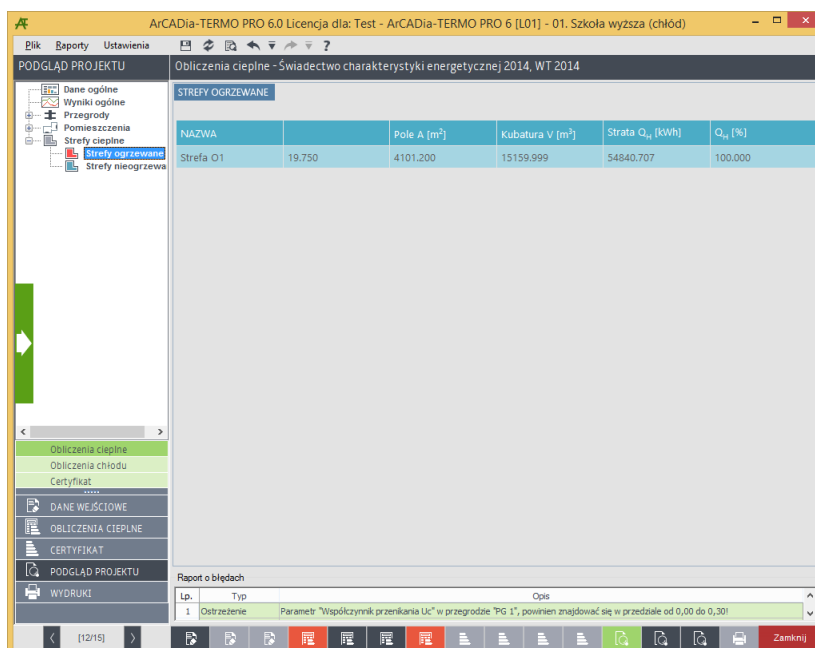 ArCADia-TERMO PRO 6.0 Licencja dla: Test - ArCADia-TERMO PRO 6 [L01] - 01. Szkoła wyższa (chłód)
Plik Raporty Ustawienia ?
PODGLĄD PROJEKTU
Obliczenia cieplne - Świadectwo charakterystyki energetycznej 2014, WT 2014
Dane ogólne
Wyniki ogólne
Przegrody
Pomieszczenia
Strefy cieplne
Strefy ogrzewane
Strefy nieogrzewa
STREFY OGRZEWANE
NAZWA Pole A [m²] Kubatura V [m³] Strata QH [kWh] QH [%]
Strefa O1 19.750 4101.200 15159.999 54840.707 100.000
Obliczenia cieplne
Obliczenia chłodu
Certyfikat
DANE WEJŚCIOWE
OBLICZENIA CIEPLNE
CERTYFIKAT
PODGLĄD PROJEKTU
WYDRUKI
Raport o błędach
Lp. Typ Opis
1 Ostrzeżenie Parametr "Współczynnik przenikania Uc" w przegrodzie "PG 1", powinien znajdować się w przedziale od 0,00 do 0,30!
[12/15]
Zamknij